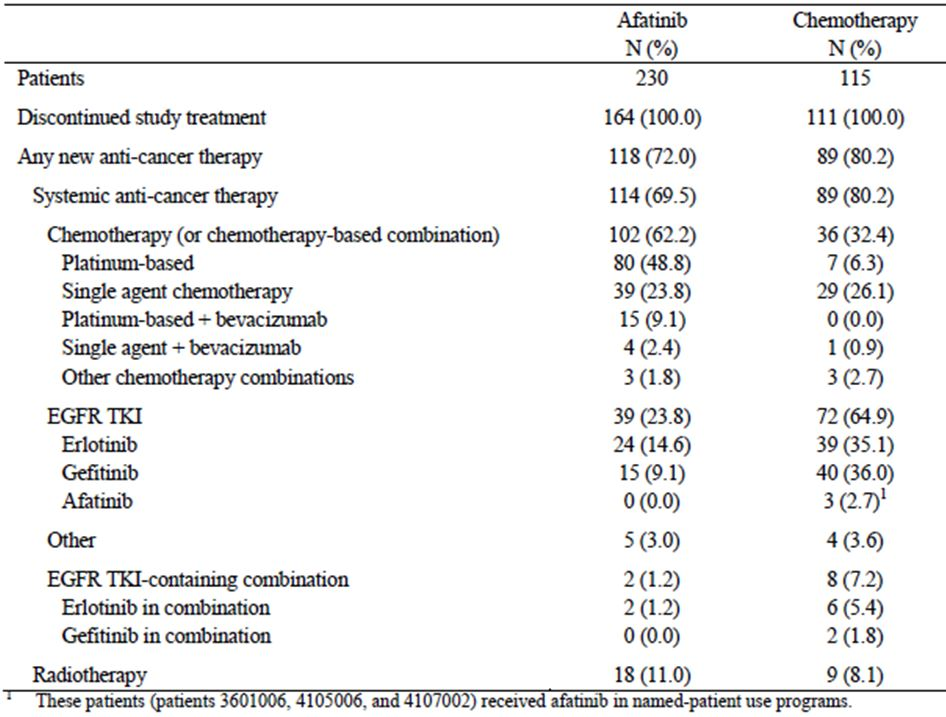 Afatinib Chemotherapy
N (%) N (%)
Patients 230 115
Discontinued study treatment 164 (100.0) 111 (100.0)
Any new anti-cancer therapy 118 (72.0) 89 (80.2)
Systemic anti-cancer therapy 114 (69.5) 89 (80.2)
Chemotherapy (or chemotherapy-based combination) 102 (62.2) 36 (32.4)
Platinum-based 80 (48.8) 7 (6.3)
Single agent chemotherapy 39 (23.8) 29 (26.1)
Platinum-based + bevacizumab 15 (9.1) 0 (0.0)
Single agent + bevacizumab 4 (2.4) 1 (0.9)
Other chemotherapy combinations 3 (1.8) 3 (2.7)
EGFR TKI 39 (23.8) 72 (64.9)
Erlotinib 24 (14.6) 39 (35.1)
Gefitinib 15 (9.1) 40 (36.0)
Afatinib 0 (0.0) 3 (2.7)¹
Other 5 (3.0) 4 (3.6)
EGFR TKI-containing combination 2 (1.2) 8 (7.2)
Erlotinib in combination 2 (1.2) 6 (5.4)
Gefitinib in combination 0 (0.0) 2 (1.8)
Radiotherapy 18 (11.0) 9 (8.1)
¹ These patients (patients 3601006, 4105006, and 4107002) received afatinib in named-patient use programs.